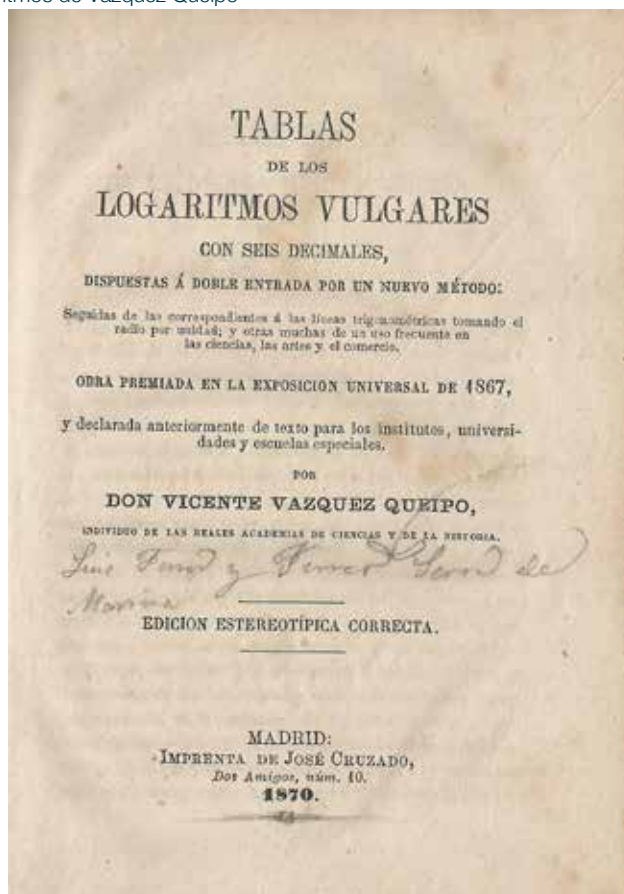 de Vázquez Queipo
TABLAS
DE LOS
LOGARITMOS VULGARES
CON SEIS DECIMALES,
DISPUESTAS Á DOBLE ENTRADA POR UN NUEVO MÉTODO:
Seguidas de las correspondientes á las líneas trigonométricas tomando el
radio por unidad; y otras muchas de un uso frecuente en
las ciencias, las artes y el comercio.
OBRA PREMIADA EN LA EXPOSICION UNIVERSAL DE 1867,
y declarada anteriormente de texto para los institutos, universi-
dades y escuelas especiales.
POR
DON VICENTE VAZQUEZ QUEIPO,
INDIVIDUO DE LAS REALES ACADEMIAS DE CIENCIAS Y DE LA HISTORIA.
y de
EDICION ESTEREOTÍPICA CORRECTA.
MADRID:
IMPRENTA DE JOSÉ CRUZADO,
Dos Amigos, núm. 10.
1870.